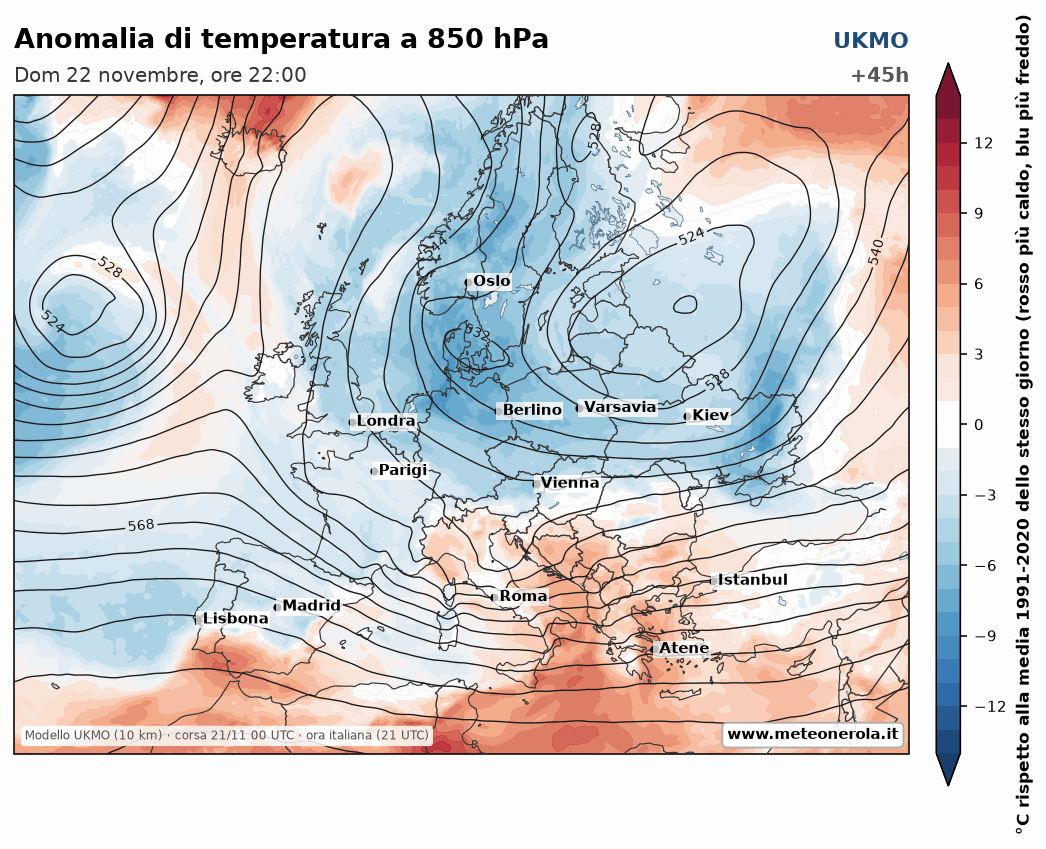 Anomalia di temperatura a 850 hPa
UKMO
Dom 22 novembre, ore 22:00
+45h
528
528
524
540
544
Oslo
524
532
528
Berlino
Varsavia
Kiev
Londra
Parigi
Vienna
568
Istanbul
Roma
Madrid
Lisbona
Atene
Modello UKMO (10 km) · corsa 21/11 00 UTC · ora italiana (21 UTC)
www.meteonerola.it
12
9
6
3
0
−3
−6
−9
−12
°C rispetto alla media 1991-2020 dello stesso giorno (rosso più caldo, blu più freddo)